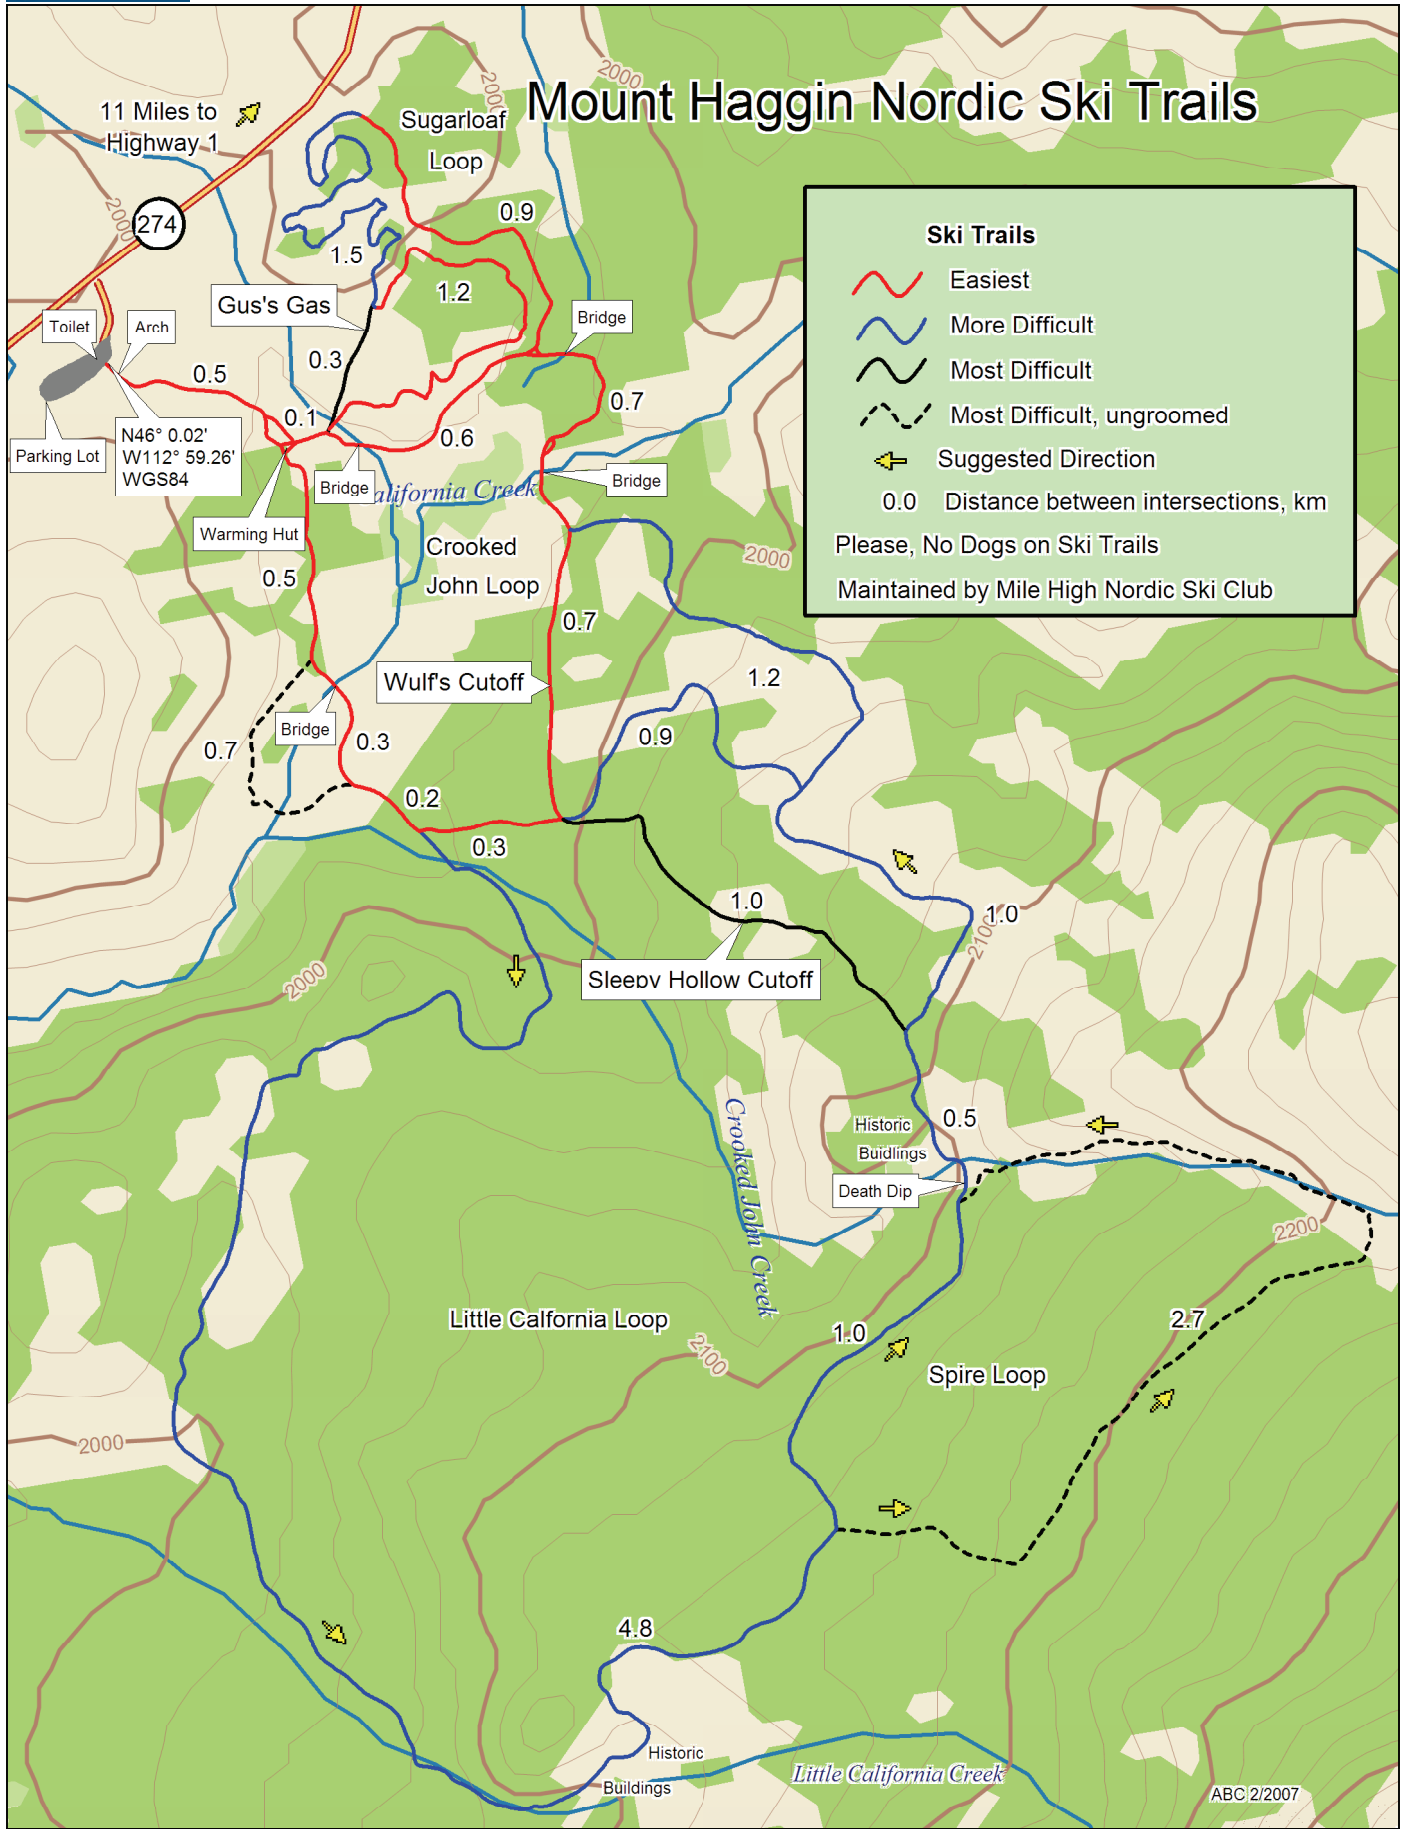 Mount Haggin Nordic Ski Trails
11 Miles to
Highway 1
Sugarloaf
Loop
2000
2000
2000
274
0.9
1.5
1.2
Gus's Gas
Toilet
Arch
Bridge
0.3
0.5
0.1
0.7
0.6
N46° 0.02'
W112° 59.26'
WGS84
Parking Lot
Bridge
alifornia Creek
Bridge
Warming Hut
Crooked
John Loop
0.5
2000
0.7
Wulf's Cutoff
1.2
Bridge
0.7
0.3
0.9
0.2
0.3
1.0
1.0
2100
Sleepy Hollow Cutoff
2000
Crooked John Creek
0.5
Historic
Buidlings
Death Dip
2200
Little Calfornia Loop
1.0
2.7
2100
Spire Loop
2000
4.8
Historic
Buildings
Little California Creek
ABC 2/2007
Ski Trails
Easiest
More Difficult
Most Difficult
Most Difficult, ungroomed
Suggested Direction
0.0 Distance between intersections, km
Please, No Dogs on Ski Trails
Maintained by Mile High Nordic Ski Club